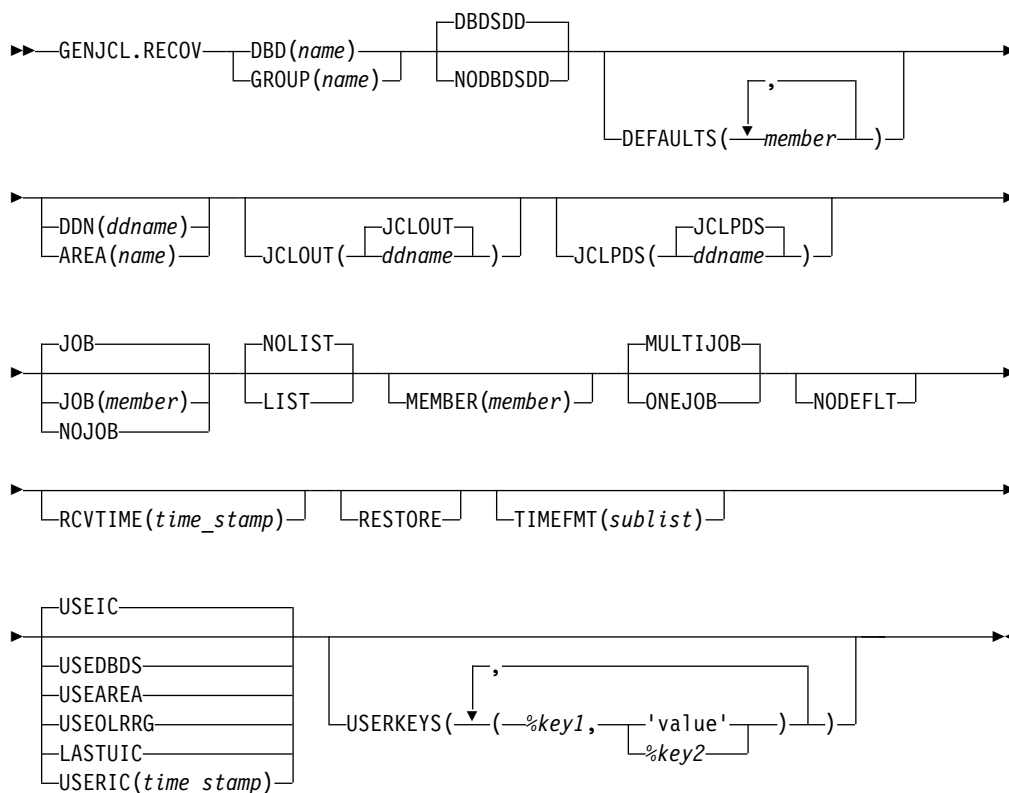 DBDSDD
GENJCL.RECOV DBD(name)
GROUP(name) NODBDSDD
,
DEFAULTS( member )
DDN(ddname) JCLOUT JCLPDS
AREA(name) JCLOUT( ddname ) JCLPDS( ddname )
JOB NOLIST MULTIJOB
JOB(member) LIST MEMBER(member) ONEJOB NODEFLT
NOJOB
RCVTIME(time_stamp) RESTORE TIMEFMT(sublist)
USEIC
USEDBDS ,
USEAREA
USEOLRRG USERKEYS( ( %key1, 'value' ) )
LASTUIC %key2
USERIC(time stamp)